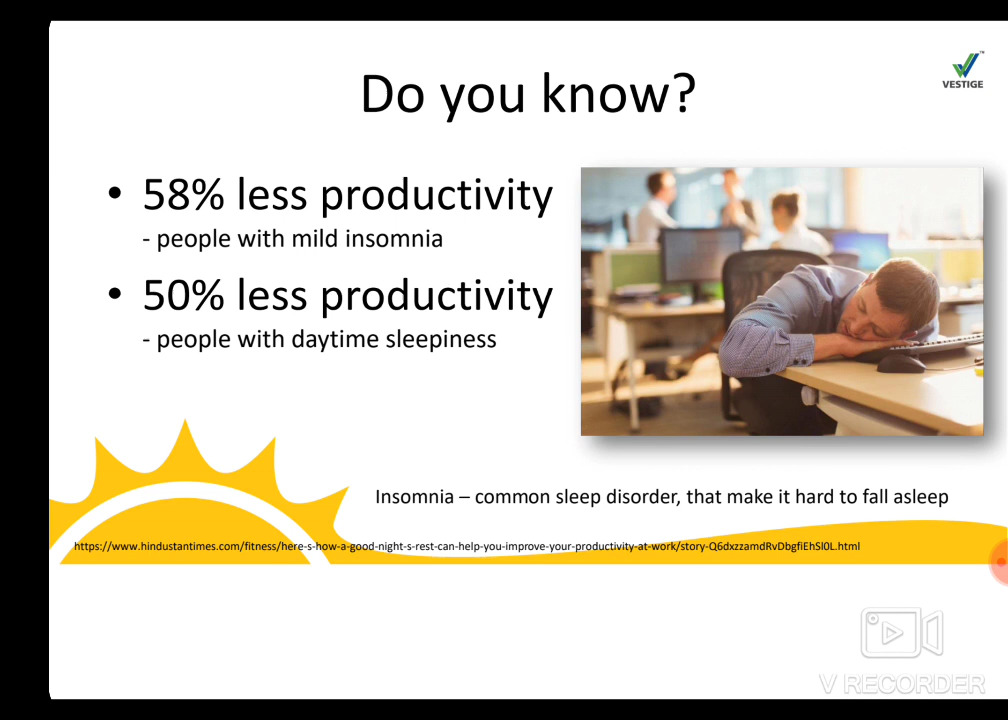 Do you know?
VESTIGE
• 58% less productivity
- people with mild insomnia
• 50% less productivity
- people with daytime sleepiness
Insomnia – common sleep disorder, that make it hard to fall asleep
https://www.hindustantimes.com/fitness/here-s-how-a-good-night-s-rest-can-help-you-improve-your-productivity-at-work/story-Q6dxzzamdRvDbgfiEhSl0L.html
V RECORDER